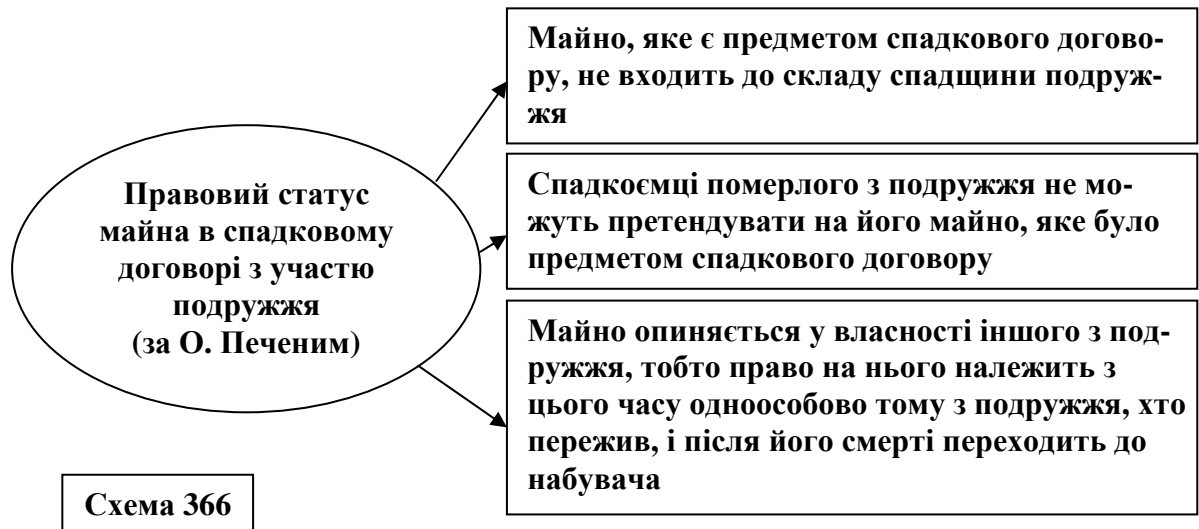 Правовий статус
майна в спадковому
договорі з участю
подружжя
(за О. Печеним)
Майно, яке є предметом спадкового догово-
ру, не входить до складу спадщини подруж-
жя
Спадкоємці померлого з подружжя не мо-
жуть претендувати на його майно, яке було
предметом спадкового договору
Майно опиняється у власності іншого з под-
ружжя, тобто право на нього належить з
цього часу одноособово тому з подружжя, хто
пережив, і після його смерті переходить до
набувача
Схема 366